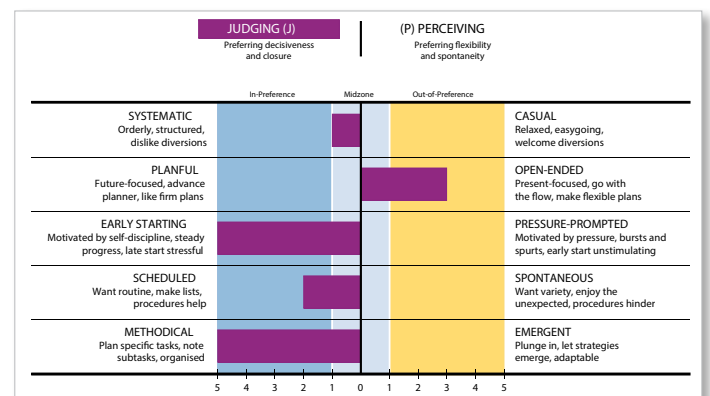 JUDGING (J)
Preferring decisiveness
and closure
(P) PERCEIVING
Preferring flexibility
and spontaneity
In-Preference
Midzone
Out-of-Preference
SYSTEMATIC
Orderly, structured,
dislike diversions
CASUAL
Relaxed, easygoing,
welcome diversions
PLANFUL
Future-focused, advance
planner, like firm plans
OPEN-ENDED
Present-focused, go with
the flow, make flexible plans
EARLY STARTING
Motivated by self-discipline, steady
progress, late start stressful
PRESSURE-PROMPTED
Motivated by pressure, bursts and
spurts, early start unstimulating
SCHEDULED
Want routine, make lists,
procedures help
SPONTANEOUS
Want variety, enjoy the
unexpected, procedures hinder
METHODICAL
Plan specific tasks, note
subtasks, organised
EMERGENT
Plunge in, let strategies
emerge, adaptable
5 4 3 2 1 0 1 2 3 4 5